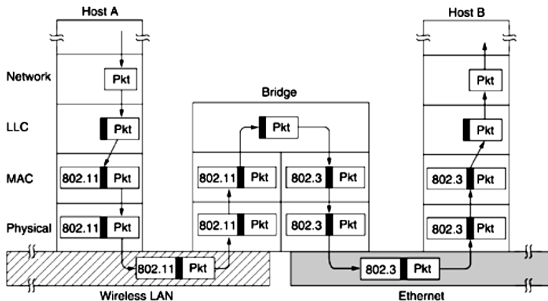 Host A
Host B
Network
Pkt
Pkt
Bridge
LLC
Pkt
Pkt
Pkt
MAC
802.11 Pkt
802.11 Pkt
802.3 Pkt
802.3 Pkt
Physical
802.11 Pkt
802.11 Pkt
802.3 Pkt
802.3 Pkt
802.11 Pkt
802.3 Pkt
Wireless LAN
Ethernet